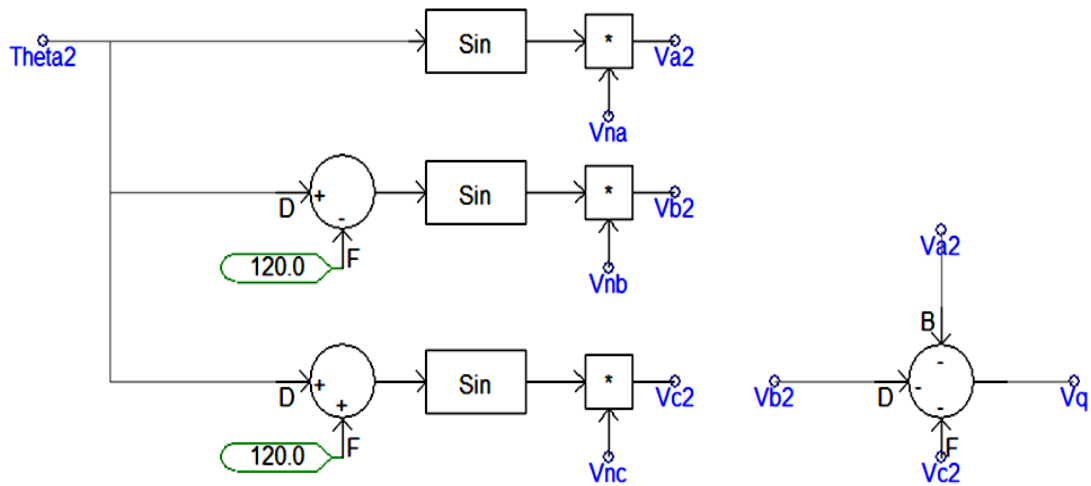 Theta2
Sin
*
Va2
Vna
D
+
-
F
120.0
Sin
*
Vb2
Vnb
D
+
+
F
120.0
Sin
*
Vc2
Vnc
Va2
B
-
Vb2
D
-
-
F
Vc2
Vq